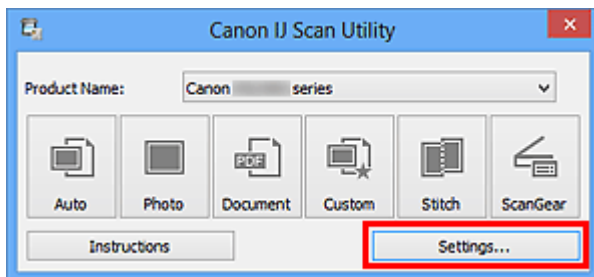 Canon IJ Scan Utility
Product Name: Canon series
PDF
Auto Photo Document Custom Stitch ScanGear
Instructions Settings...